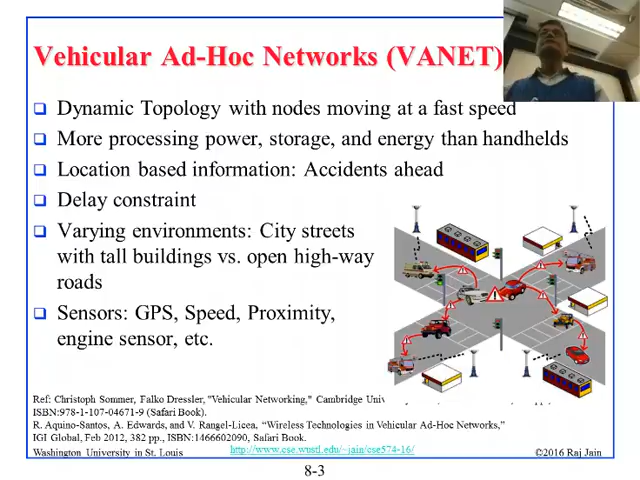 Vehicular Ad-Hoc Networks (VANET)
Dynamic Topology with nodes moving at a fast speed
More processing power, storage, and energy than handhelds
Location based information: Accidents ahead
Delay constraint
Varying environments: City streets
with tall buildings vs. open high-way
roads
Sensors: GPS, Speed, Proximity,
engine sensor, etc.
Ref: Christoph Sommer, Falko Dressler, "Vehicular Networking," Cambridge
ISBN:978-1-107-04671-9 (Safari Book).
R. Aquino-Santos, A. Edwards, and V. Rangel-Licea, “Wireless Technologies in Vehicular Ad-Hoc Networks,”
IGI Global, Feb 2012, 382 pp., ISBN:1466602090, Safari Book.
Washington University in St. Louis
http://www.cse.wustl.edu/~jain/cse574-16/
©2016 Raj Jain
8-3